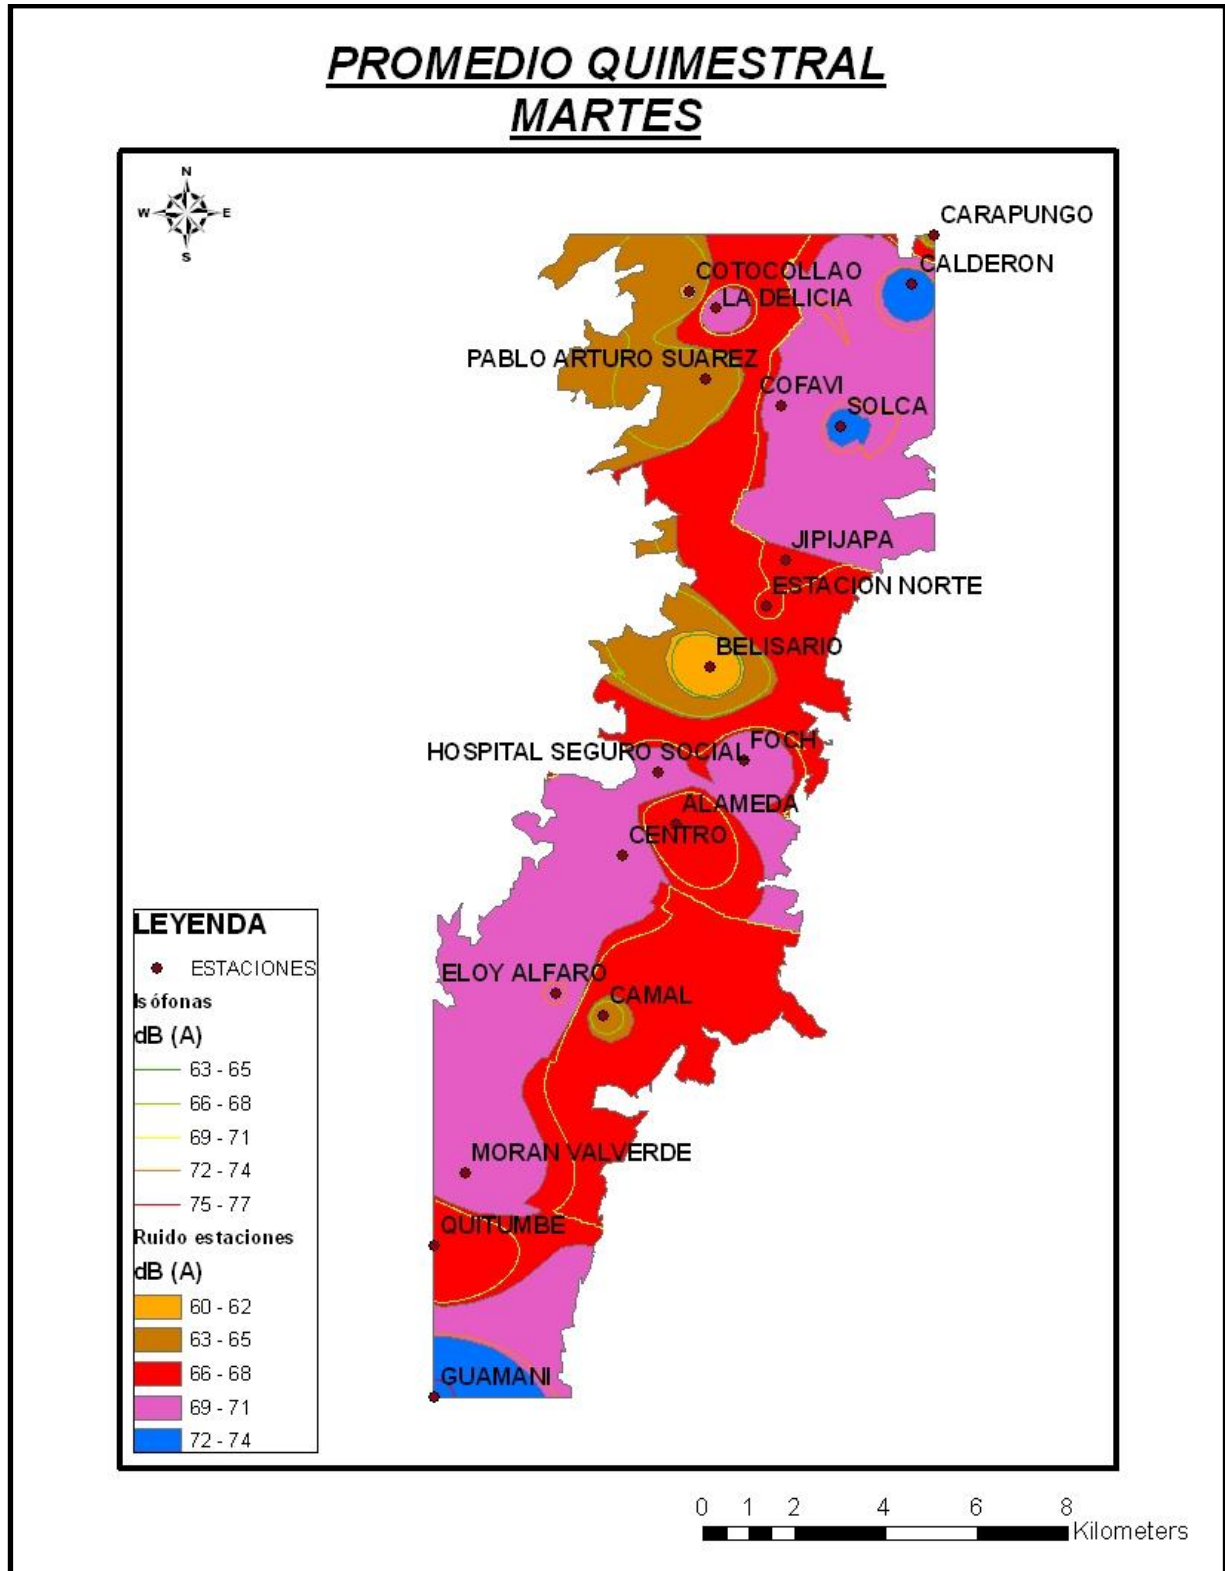 PROMEDIO QUIMESTRAL
MARTES
N
W E
S
CARAPUNGO
CALDERON
COTOCOLLAO
LA DELICIA
PABLO ARTURO SUAREZ
COFAVI
SOLCA
JIPIJAPA
ESTACION NORTE
BELISARIO
FOCH
HOSPITAL SEGURO SOCIAL
ALAMEDA
CENTRO
ELOY ALFARO
CAMAL
MORAN VALVERDE
QUITUMBE
GUAMANI
LEYENDA
ESTACIONES
Isófonas
dB (A)
63 - 65
66 - 68
69 - 71
72 - 74
75 - 77
Ruido estaciones
dB (A)
60 - 62
63 - 65
66 - 68
69 - 71
72 - 74
0 1 2 4 6 8
Kilometers